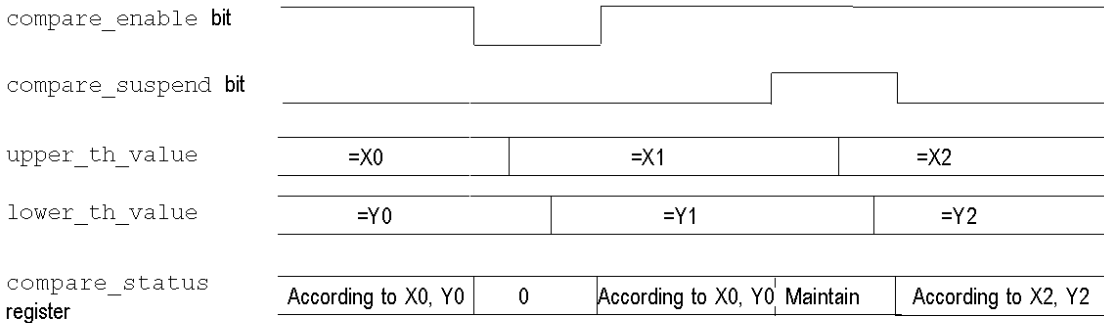 compare_enable bit
compare_suspend bit
upper_th_value =X0 =X1 =X2
lower_th_value =Y0 =Y1 =Y2
compare_status
register According to X0, Y0 0 According to X0, Y0 Maintain According to X2, Y2